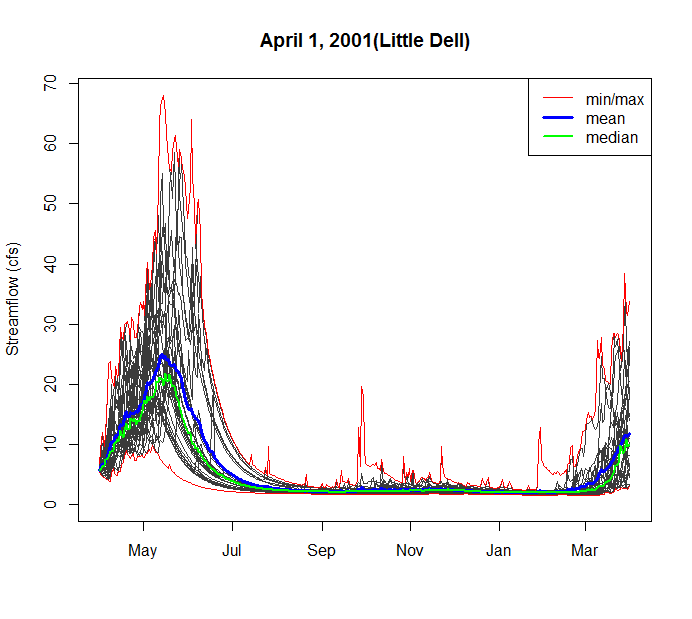 April 1, 2001(Little Dell)
min/max
mean
median
Streamflow (cfs)
70
60
50
40
30
20
10
0
May Jul Sep Nov Jan Mar